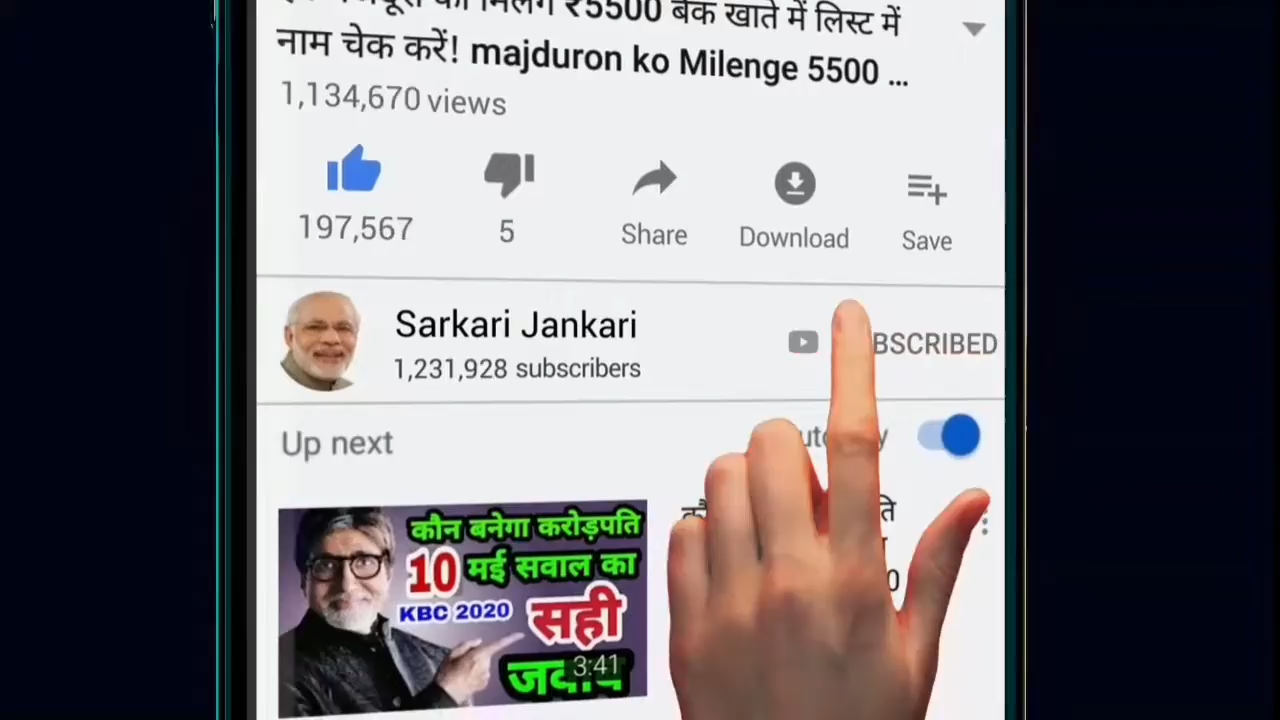 ₹5500 बैंक खाते में लिस्ट में
नाम चेक करें! majduron ko Milenge 5500 ...
1,134,670 views
197,567
5
Share
Download
Save
Sarkari Jankari
1,231,928 subscribers
BSCRIBED
Up next
कौन बनेगा करोड़पति
10 मई सवाल का
KBC 2020 सही
3:41